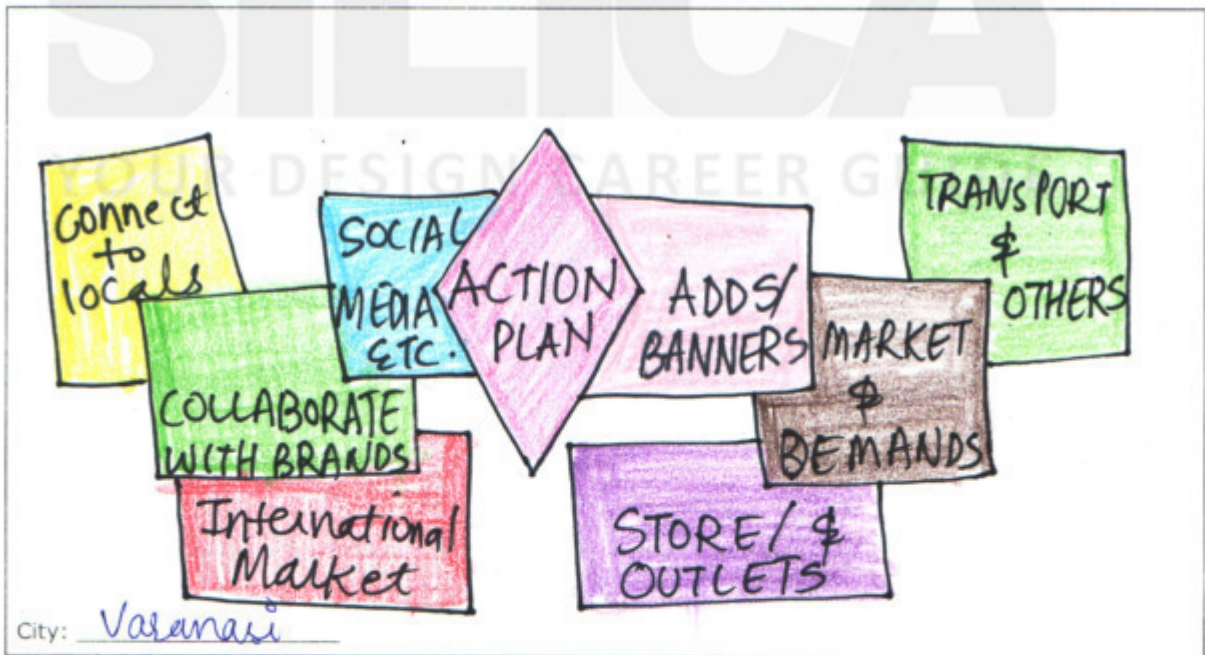 SILICA
YOUR DESIGN CAREER G
connect
to
locals
SOCIAL
MEDIA
ETC.
ACTION
PLAN
ADDS/
BANNERS
TRANSPORT
&
OTHERS
COLLABORATE
WITH BRANDS
MARKET
&
DEMANDS
International
Market
STORE/ &
OUTLETS
City: Varanasi